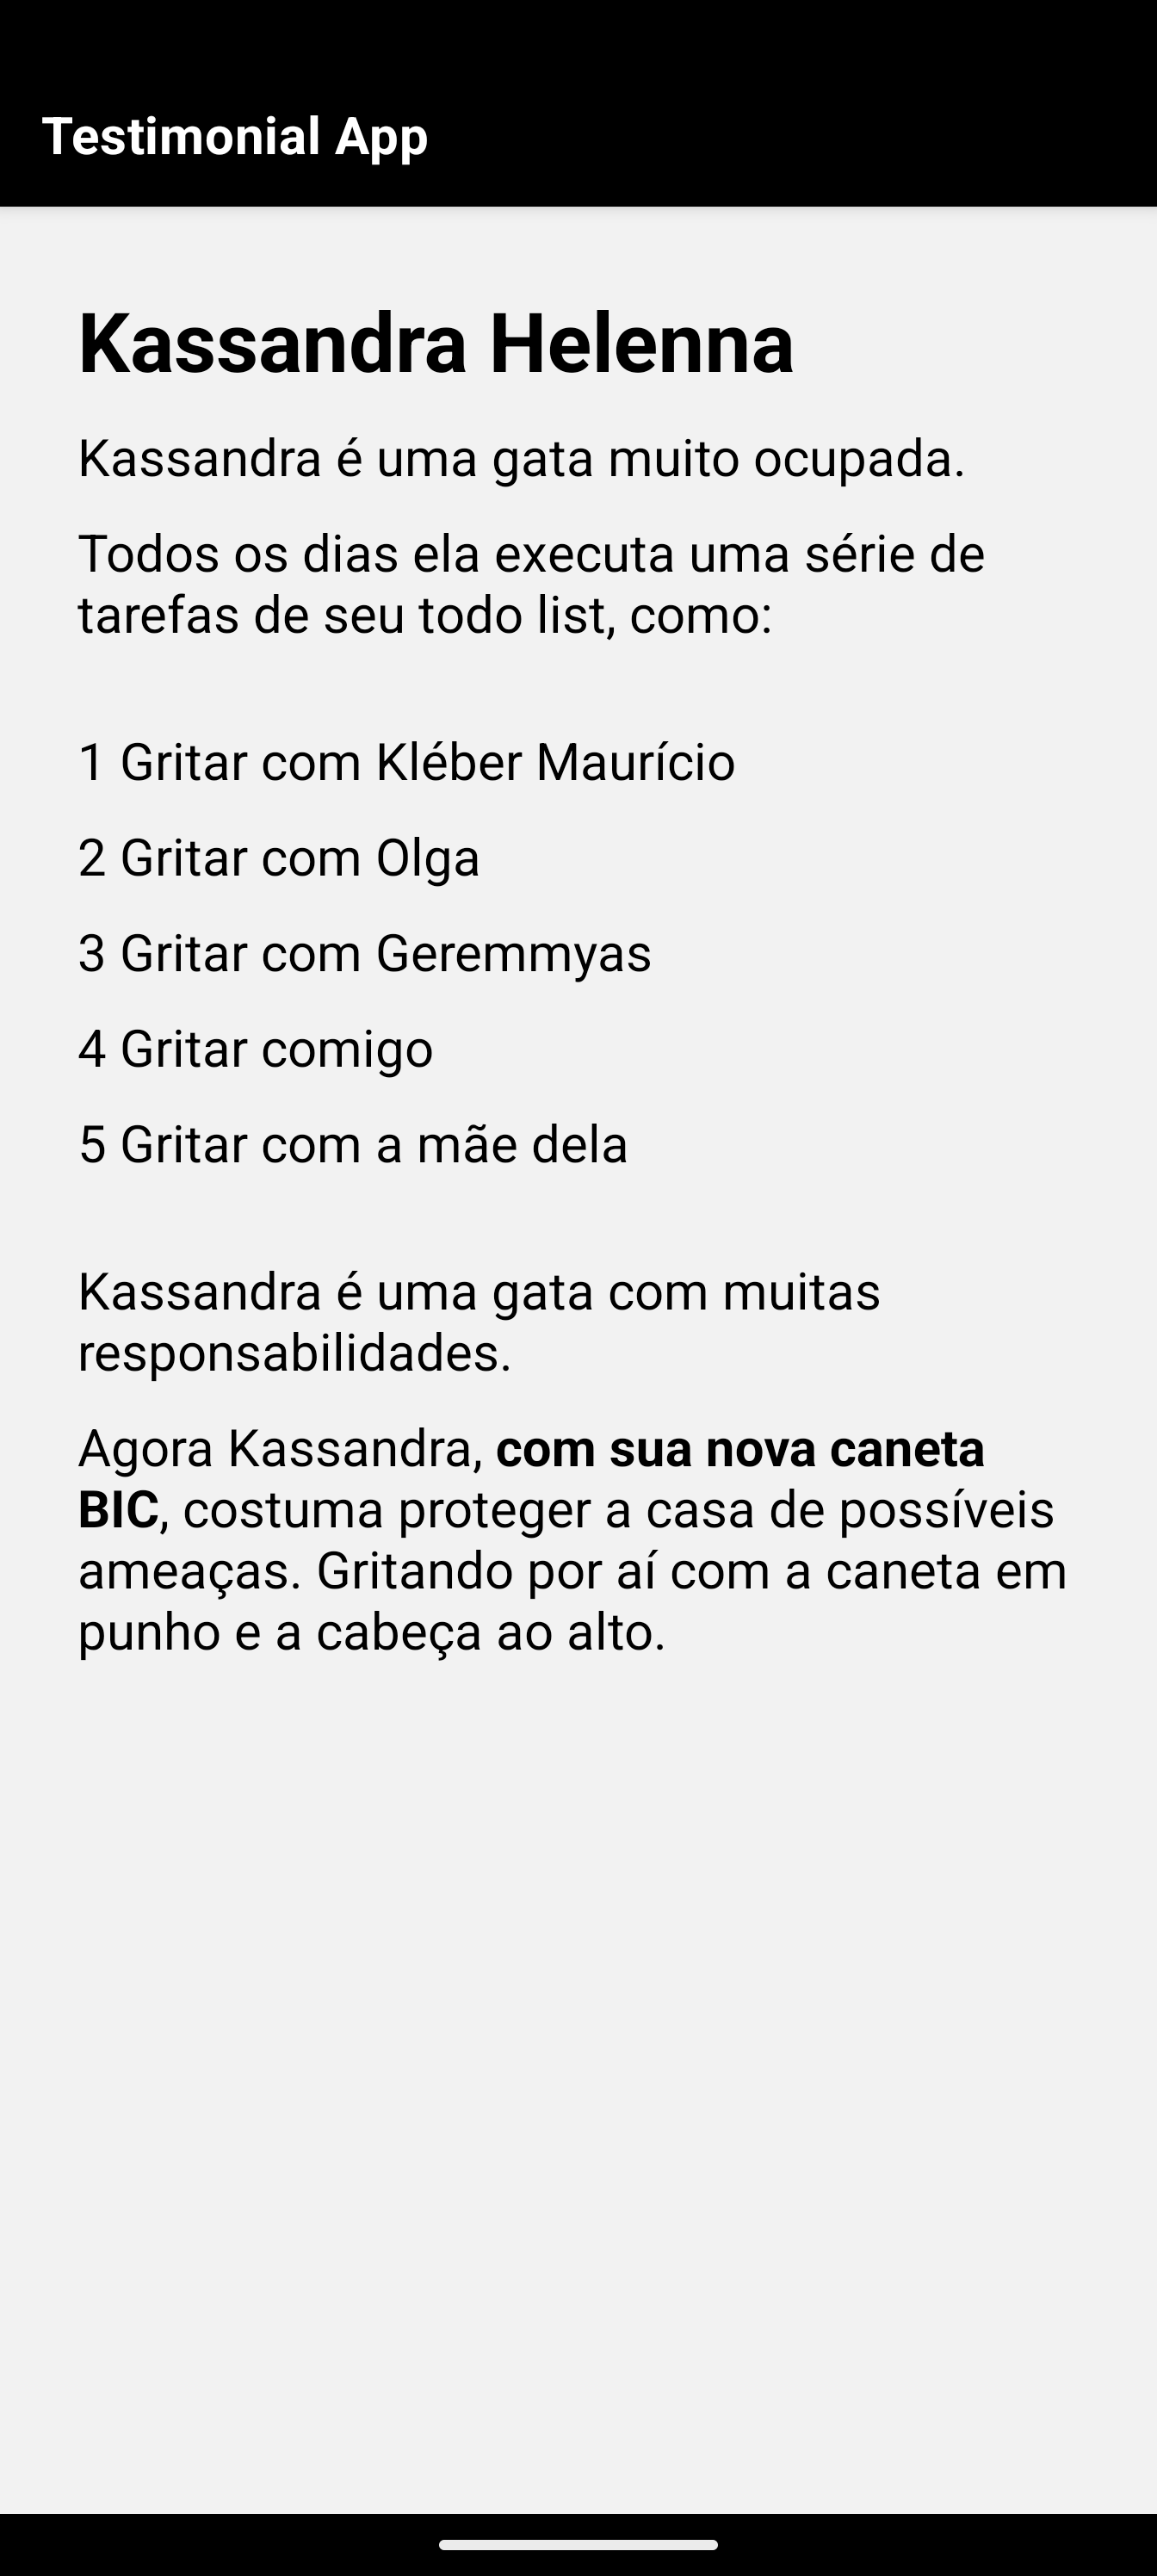 Testimonial App
Kassandra Helenna
Kassandra é uma gata muito ocupada.
Todos os dias ela executa uma série de
tarefas de seu todo list, como:
1 Gritar com Kléber Maurício
2 Gritar com Olga
3 Gritar com Geremmyas
4 Gritar comigo
5 Gritar com a mãe dela
Kassandra é uma gata com muitas
responsabilidades.
Agora Kassandra, com sua nova caneta
BIC, costuma proteger a casa de possíveis
ameaças. Gritando por aí com a caneta em
punho e a cabeça ao alto.